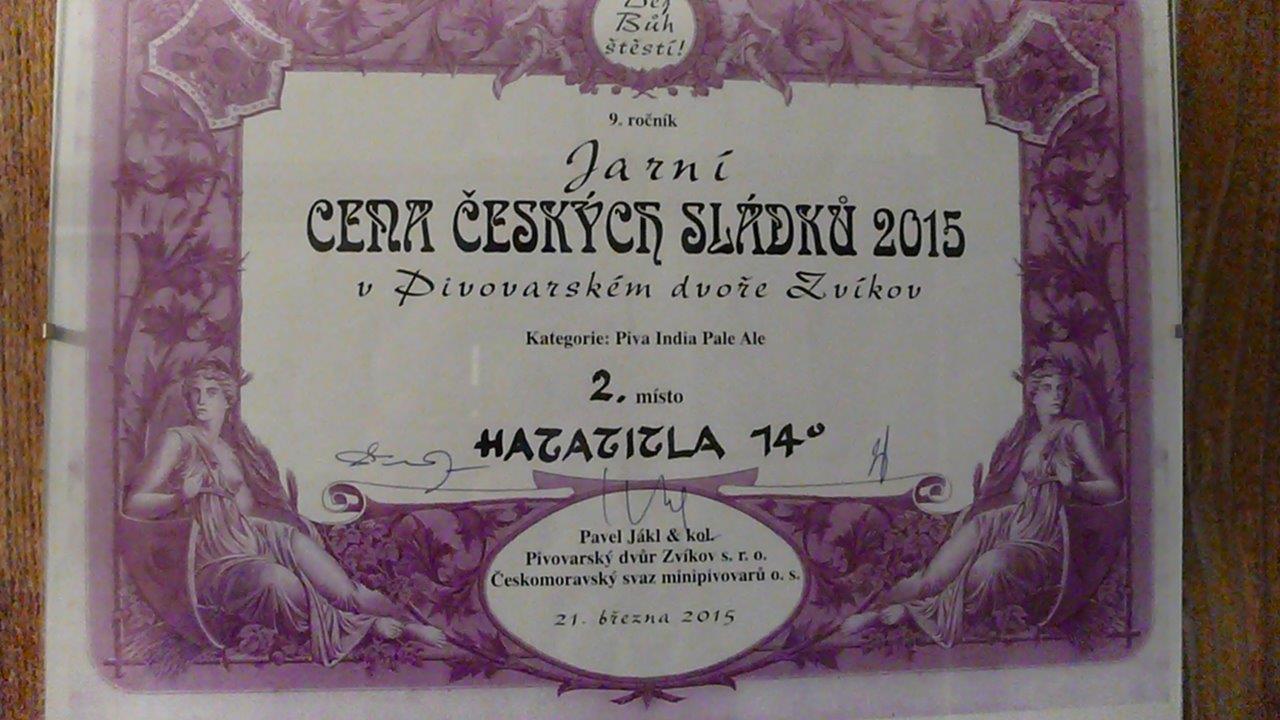 Dej
Bůh
štěstí!
9. ročník
Jarní
CENA ČESKÝCH SLÁDKŮ 2015
v Pivovarském dvoře Zvíkov
Kategorie: Piva India Pale Ale
2. místo
HATATITLA 14°
Pavel Jákl & kol.
Pivovarský dvůr Zvíkov s. r. o.
Českomoravský svaz minipivovarů o. s.
21. března 2015